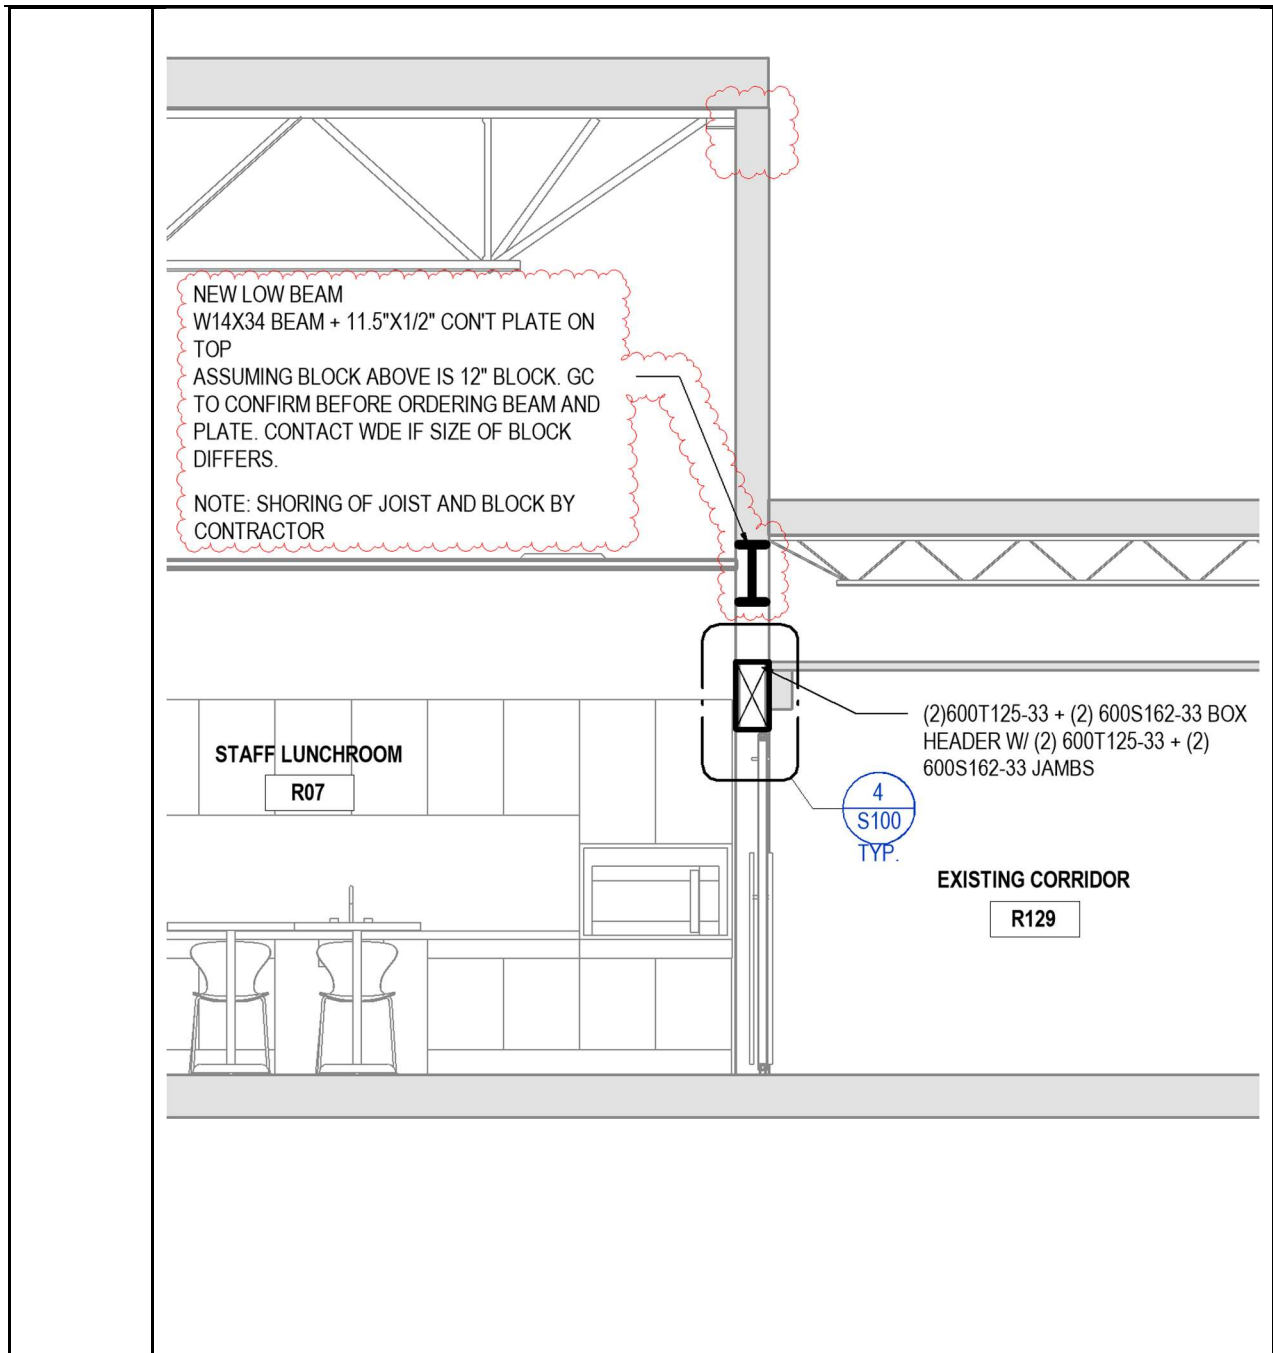 NEW LOW BEAM
W14X34 BEAM + 11.5"X1/2" CON'T PLATE ON
TOP
ASSUMING BLOCK ABOVE IS 12" BLOCK. GC
TO CONFIRM BEFORE ORDERING BEAM AND
PLATE. CONTACT WDE IF SIZE OF BLOCK
DIFFERS.
NOTE: SHORING OF JOIST AND BLOCK BY
CONTRACTOR
(2)600T125-33 + (2) 600S162-33 BOX
HEADER W/ (2) 600T125-33 + (2)
600S162-33 JAMBS
STAFF LUNCHROOM
R07
4
S100
TYP.
EXISTING CORRIDOR
R129